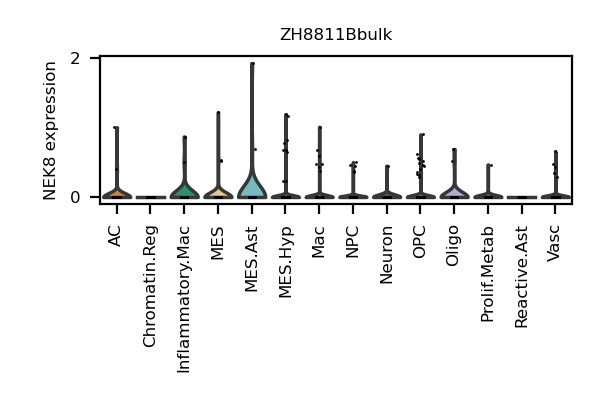 ZH8811Bbulk
NEK8 expression
2
0
AC
Chromatin.Reg
Inflammatory.Mac
MES
MES.Ast
MES.Hyp
Mac
NPC
Neuron
OPC
Oligo
Prolif.Metab
Reactive.Ast
Vasc